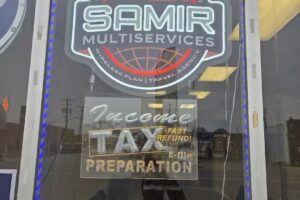 SAMIR
MULTISERVICES
WIRELESS PLAN | TRAVEL AGENCY
Income
TAX
FAST
REFUND!
E-file
PREPARATION